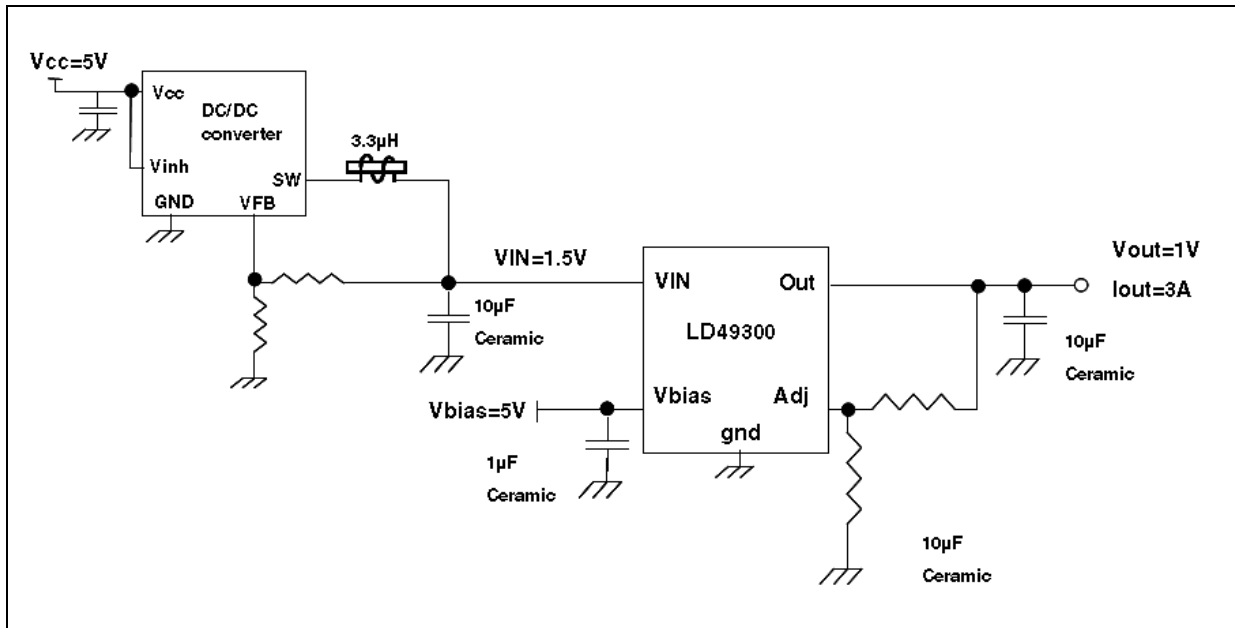 Vcc=5V
Vcc
DC/DC
converter
Vinh
SW
GND
VFB
3.3µH
VIN=1.5V
10µF
Ceramic
VIN
Out
LD49300
Vbias
Adj
gnd
Vbias=5V
1µF
Ceramic
Vout=1V
Iout=3A
10µF
Ceramic
10µF
Ceramic